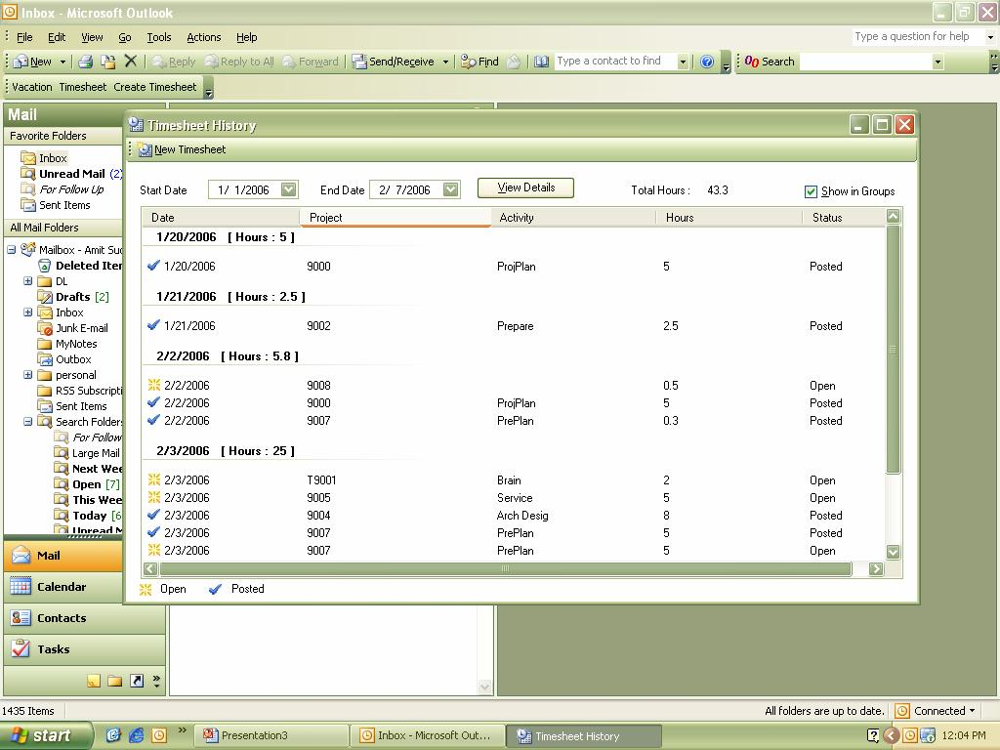 Inbox - Microsoft Outlook
File Edit View Go Tools Actions Help Type a question for help
New Reply Reply to All Forward Send/Receive Find Type a contact to find Search
Vacation Timesheet Create Timesheet
Mail
Favorite Folders
Inbox
Unread Mail (2)
For Follow Up
Sent Items
All Mail Folders
Mailbox - Amit Suc
Deleted Iter
DL
Drafts [2]
Inbox
Junk E-mail
MyNotes
Outbox
personal
RSS Subscripti
Sent Items
Search Folders
For Follow
Large Mail
Next Wee
Open [7]
This Wee
Today [6
Unread M
Mail
Calendar
Contacts
Tasks
Timesheet History
New Timesheet
Start Date 1/ 1/2006 End Date 2/ 7/2006 View Details Total Hours : 43.3 Show in Groups
Date Project Activity Hours Status
1/20/2006 [ Hours : 5 ]
1/20/2006 9000 ProjPlan 5 Posted
1/21/2006 [ Hours : 2.5 ]
1/21/2006 9002 Prepare 2.5 Posted
2/2/2006 [ Hours : 5.8 ]
2/2/2006 9008 0.5 Open
2/2/2006 9000 ProjPlan 5 Posted
2/2/2006 9007 PrePlan 0.3 Posted
2/3/2006 [ Hours : 25 ]
2/3/2006 T9001 Brain 2 Open
2/3/2006 9005 Service 5 Open
2/3/2006 9004 Arch Desig 8 Posted
2/3/2006 9007 PrePlan 5 Posted
2/3/2006 9007 PrePlan 5 Open
Open Posted
1435 Items All folders are up to date. Connected
start Presentation3 Inbox - Microsoft Out... Timesheet History 12:04 PM